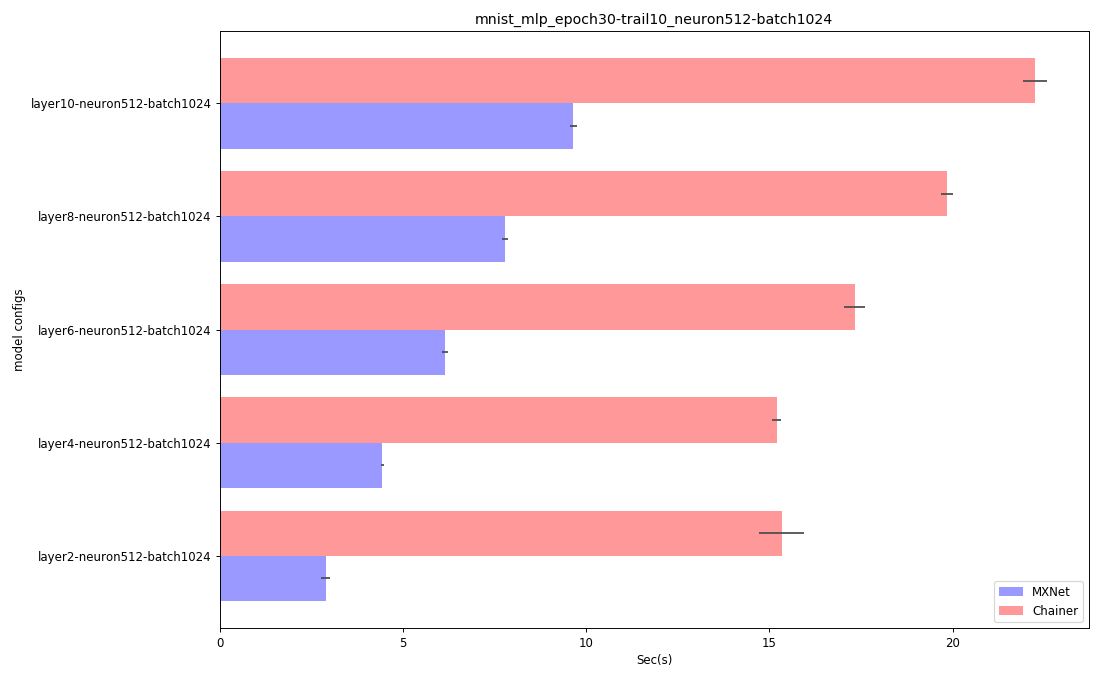 mnist_mlp_epoch30-trail10_neuron512-batch1024
layer10-neuron512-batch1024
layer8-neuron512-batch1024
layer6-neuron512-batch1024
layer4-neuron512-batch1024
layer2-neuron512-batch1024
model configs
MXNet
Chainer
0 5 10 15 20
Sec(s)